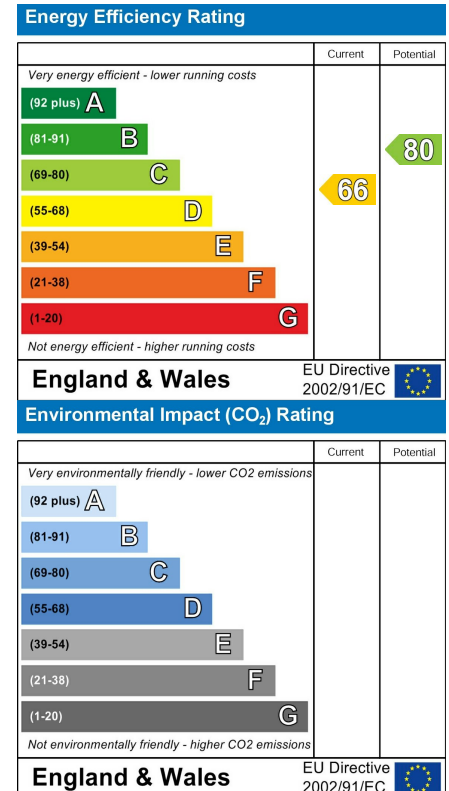 Energy Efficiency Rating
Current Potential
Very energy efficient - lower running costs
(92 plus) A
(81-91) B
80
(69-80) C
66
(55-68) D
(39-54) E
(21-38) F
(1-20) G
Not energy efficient - higher running costs
England & Wales
EU Directive
2002/91/EC
Environmental Impact (CO₂) Rating
Current Potential
Very environmentally friendly - lower CO2 emissions
(92 plus) A
(81-91) B
(69-80) C
(55-68) D
(39-54) E
(21-38) F
(1-20) G
Not environmentally friendly - higher CO2 emissions
England & Wales
EU Directive
2002/91/EC